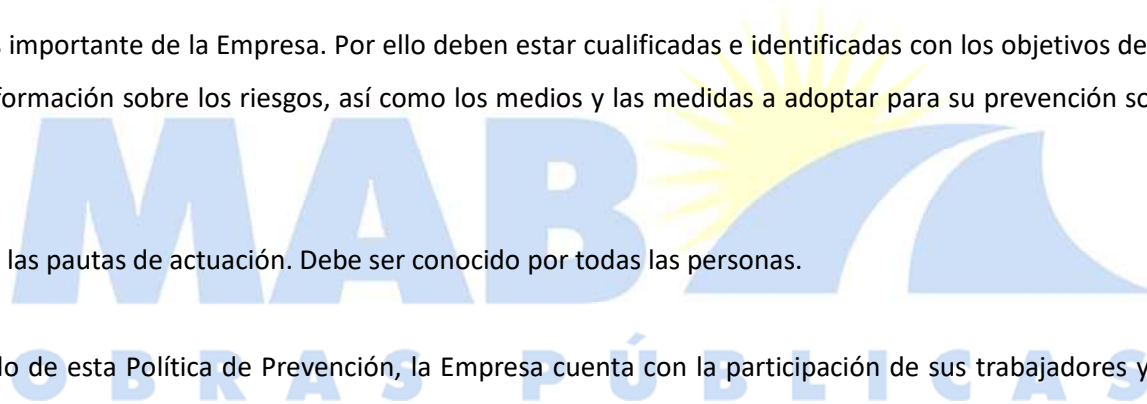 importante de la Empresa. Por ello deben estar cualificadas e identificadas con los objetivos de
formación sobre los riesgos, así como los medios y las medidas a adoptar para su prevención so
MAB
las pautas de actuación. Debe ser conocido por todas las personas.
do de esta Política de Prevención, la Empresa cuenta con la participación de sus trabajadores y
OBRAS PÚBLICAS